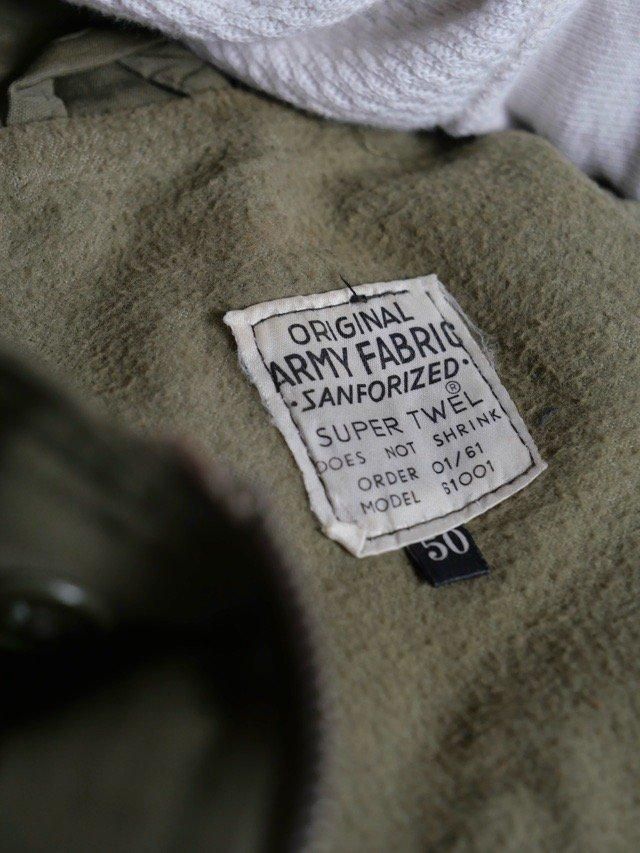 ORIGINAL
ARMY FABRIC
·SANFORIZED·®
SUPER TWEL
DOES NOT SHRINK
ORDER 01/61
MODEL 61001
50